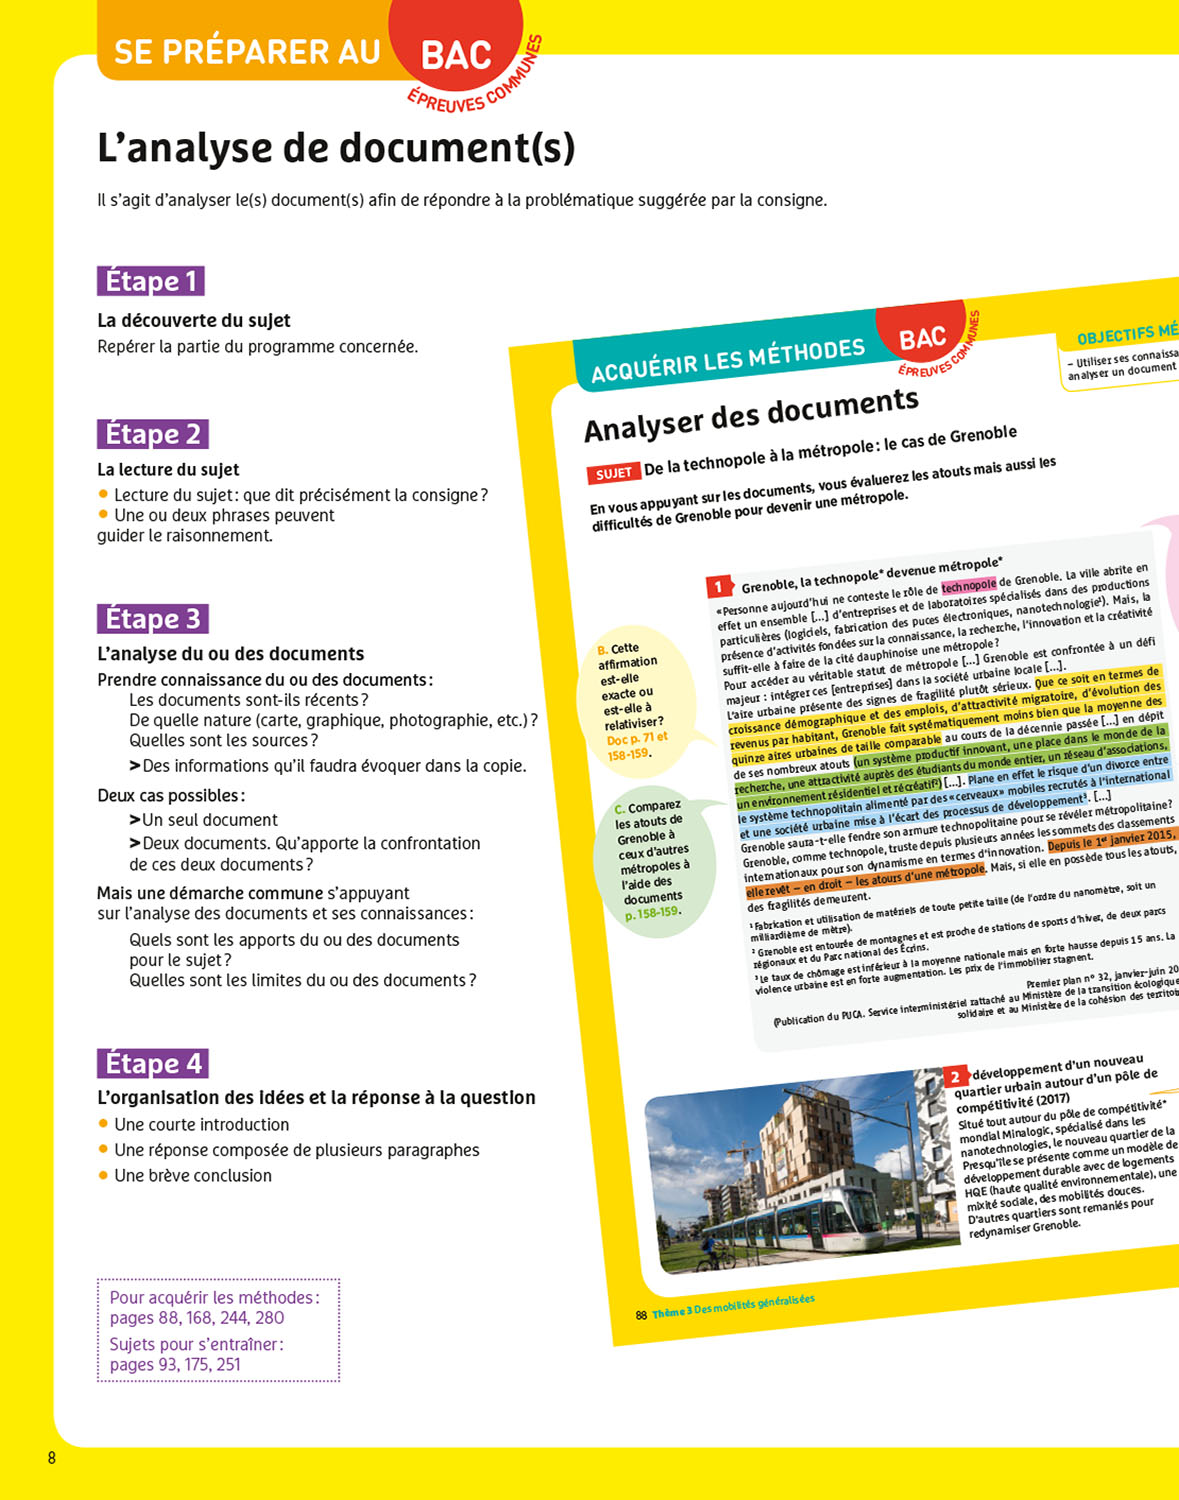 SE PRÉPARER AU BAC
ÉPREUVES COMMUNES
L'analyse de document(s)
Il s'agit d'analyser le(s) document(s) afin de répondre à la problématique suggérée par la consigne.
Étape 1
La découverte du sujet
Repérer la partie du programme concernée.
Étape 2
La lecture du sujet
• Lecture du sujet : que dit précisément la consigne ?
• Une ou deux phrases peuvent
guider le raisonnement.
Étape 3
L'analyse du ou des documents
Prendre connaissance du ou des documents :
Les documents sont-ils récents ?
De quelle nature (carte, graphique, photographie, etc.) ?
Quelles sont les sources ?
>Des informations qu'il faudra évoquer dans la copie.
Deux cas possibles :
>Un seul document
>Deux documents. Qu'apporte la confrontation
de ces deux documents ?
Mais une démarche commune s'appuyant
sur l'analyse des documents et ses connaissances :
Quels sont les apports du ou des documents
pour le sujet ?
Quelles sont les limites du ou des documents ?
Étape 4
L'organisation des idées et la réponse à la question
• Une courte introduction
• Une réponse composée de plusieurs paragraphes
• Une brève conclusion
Pour acquérir les méthodes :
pages 88, 168, 244, 280
Sujets pour s'entraîner :
pages 93, 175, 251
8
ACQUÉRIR LES MÉTHODES BAC
ÉPREUVES COMMUNES
OBJECTIFS MÉ
– Utiliser ses connaissa
analyser un document
Analyser des documents
SUJET De la technopole à la métropole : le cas de Grenoble
En vous appuyant sur les documents, vous évaluerez les atouts mais aussi les
difficultés de Grenoble pour devenir une métropole.
1 Grenoble, la technopole* devenue métropole*
«Personne aujourd'hui ne conteste le rôle de technopole de Grenoble. La ville abrite en
effet un ensemble [...] d'entreprises et de laboratoires spécialisés dans des productions
particulières (logiciels, fabrication des puces électroniques, nanotechnologie¹). Mais, la
présence d'activités fondées sur la connaissance, la recherche, l'innovation et la créativité
suffit-elle à faire de la cité dauphinoise une métropole ?
Pour accéder au véritable statut de métropole [...] Grenoble est confrontée à un défi
majeur : intégrer ces [entreprises] dans la société urbaine locale [...].
L'aire urbaine présente des signes de fragilité plutôt sérieux. Que ce soit en termes de
croissance démographique et des emplois, d'attractivité migratoire, d'évolution des
revenus par habitant, Grenoble fait systématiquement moins bien que la moyenne des
quinze aires urbaines de taille comparable au cours de la décennie passée [...] en dépit
de ses nombreux atouts (un système productif innovant, une place dans le monde de la
recherche, une attractivité auprès des étudiants du monde entier, un réseau d'associations,
un environnement résidentiel et récréatif²) [...]. Plane en effet le risque d'un divorce entre
le système technopolitain alimenté par des «cerveaux» mobiles recrutés à l'international
et une société urbaine mise à l'écart des processus de développement³. [...]
Grenoble saura-t-elle fendre son armure technopolitaine pour se révéler métropolitaine ?
Grenoble, comme technopole, truste depuis plusieurs années les sommets des classements
internationaux pour son dynamisme en termes d'innovation. Depuis le 1er janvier 2015,
elle revêt – en droit – les atours d'une métropole. Mais, si elle en possède tous les atouts,
des fragilités demeurent.
¹ Fabrication et utilisation de matériels de toute petite taille (de l'ordre du nanomètre, soit un
milliardième de mètre).
² Grenoble est entourée de montagnes et est proche de stations de sports d'hiver, de deux parcs
régionaux et du Parc national des Écrins.
³ Le taux de chômage est inférieur à la moyenne nationale mais en forte hausse depuis 15 ans. La
violence urbaine est en forte augmentation. Les prix de l'immobilier stagnent.
Premier plan n° 32, janvier-juin 20
(Publication du PUCA. Service interministériel rattaché au Ministère de la transition écologique
solidaire et au Ministère de la cohésion des territoi
B. Cette
affirmation
est-elle
exacte ou
est-elle à
relativiser ?
Doc p. 71 et
158-159.
C. Comparez
les atouts de
Grenoble à
ceux d'autres
métropoles à
l'aide des
documents
p. 158-159.
2 développement d'un nouveau
quartier urbain autour d'un pôle de
compétitivité (2017)
Situé tout autour du pôle de compétitivité*
mondial Minalogic, spécialisé dans les
nanotechnologies, le nouveau quartier de la
Presqu'île se présente comme un modèle de
développement durable avec de logements
HQE (haute qualité environnementale), une
mixité sociale, des mobilités douces.
D'autres quartiers sont remaniés pour
redynamiser Grenoble.
88 Thème 3 Des mobilités généralisées